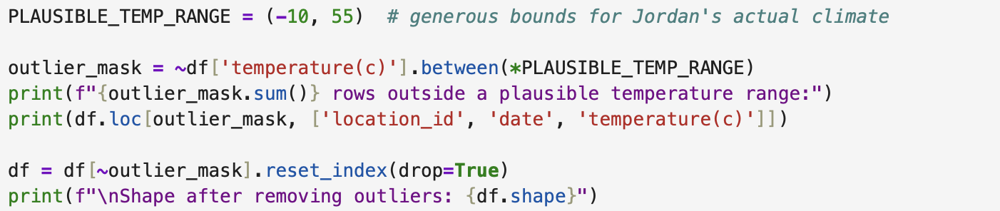 PLAUSIBLE_TEMP_RANGE = (-10, 55)  # generous bounds for Jordan's actual climate

outlier_mask = ~df['temperature(c)'].between(*PLAUSIBLE_TEMP_RANGE)
print(f"{outlier_mask.sum()} rows outside a plausible temperature range:")
print(df.loc[outlier_mask, ['location_id', 'date', 'temperature(c)']])

df = df[~outlier_mask].reset_index(drop=True)
print(f"\nShape after removing outliers: {df.shape}")